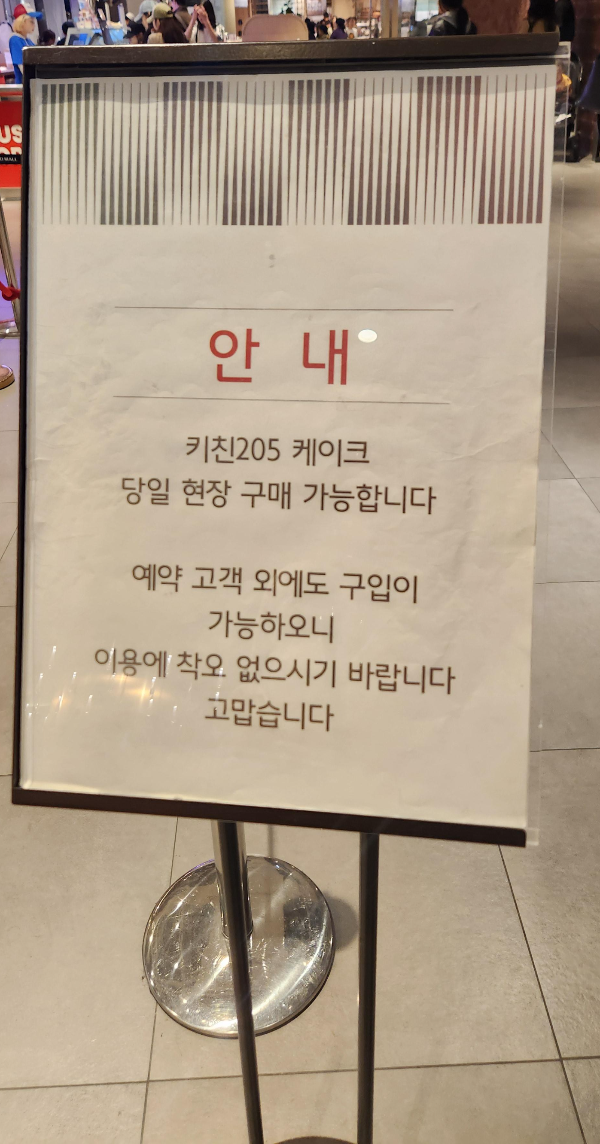 안 내
키친205 케이크
당일 현장 구매 가능합니다
예약 고객 외에도 구입이
가능하오니
이용에 착오 없으시기 바랍니다
고맙습니다